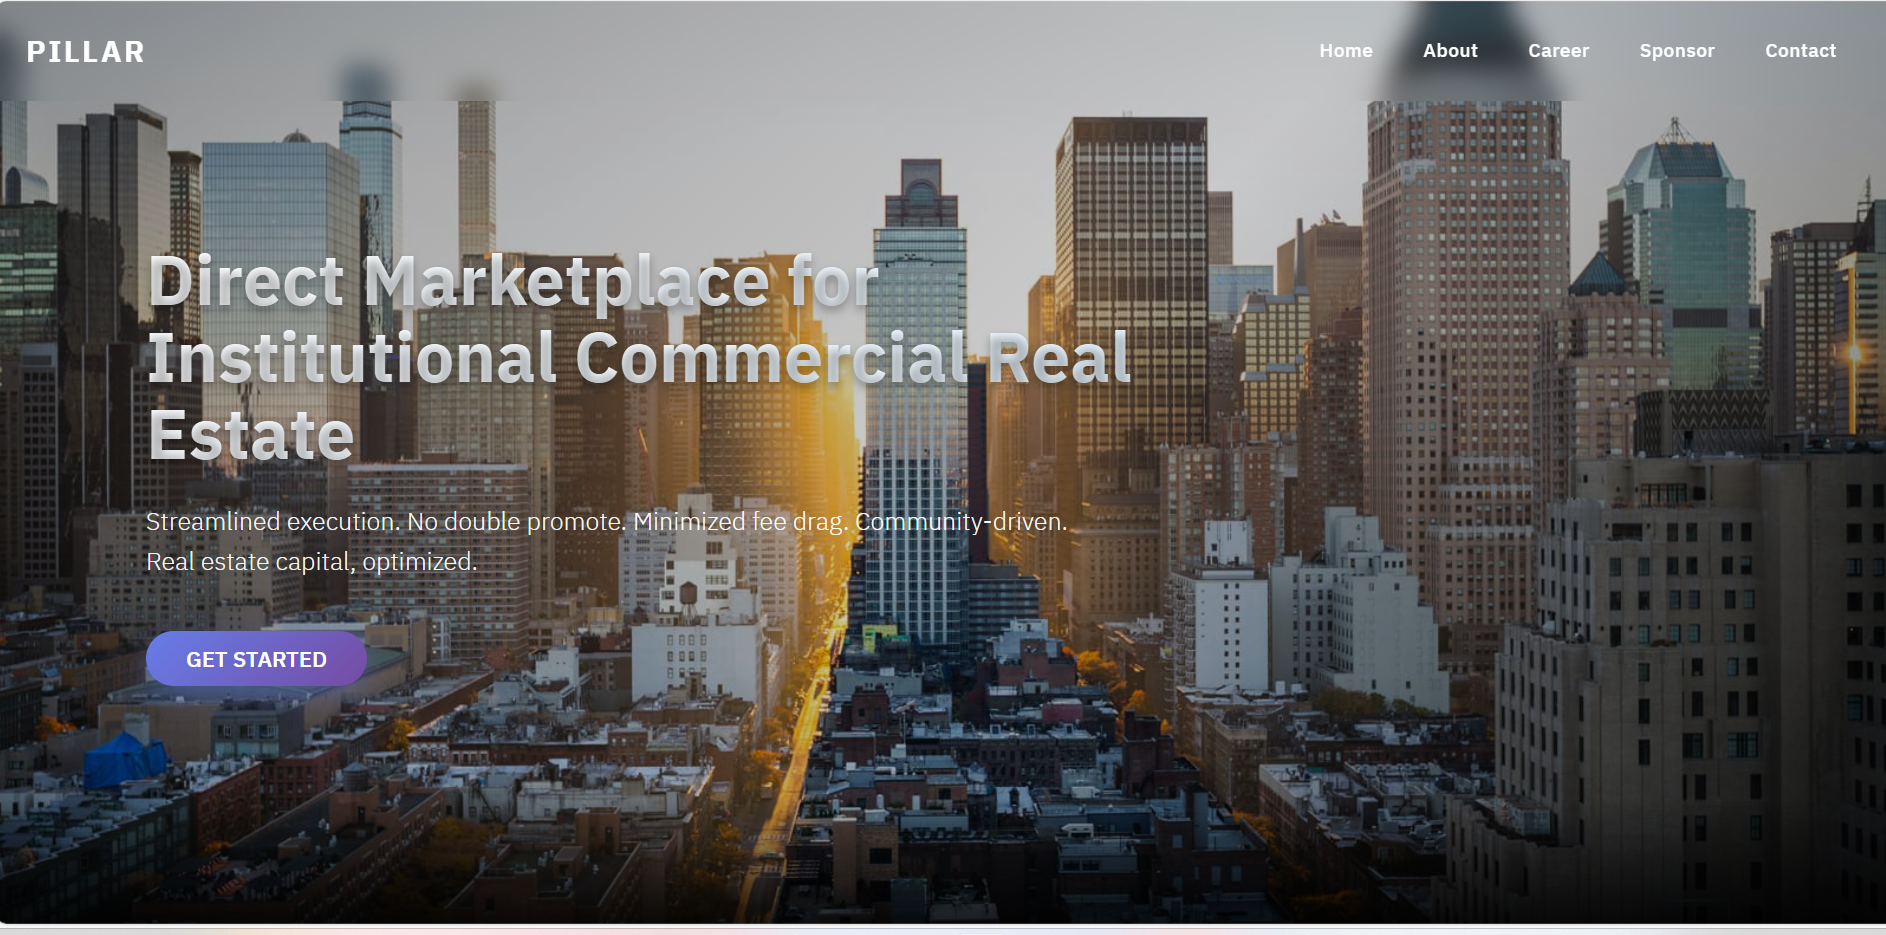 PILLAR
Home About Career Sponsor Contact
Direct Marketplace for
Institutional Commercial Real
Estate
Streamlined execution. No double promote. Minimized fee drag. Community-driven.
Real estate capital, optimized.
GET STARTED